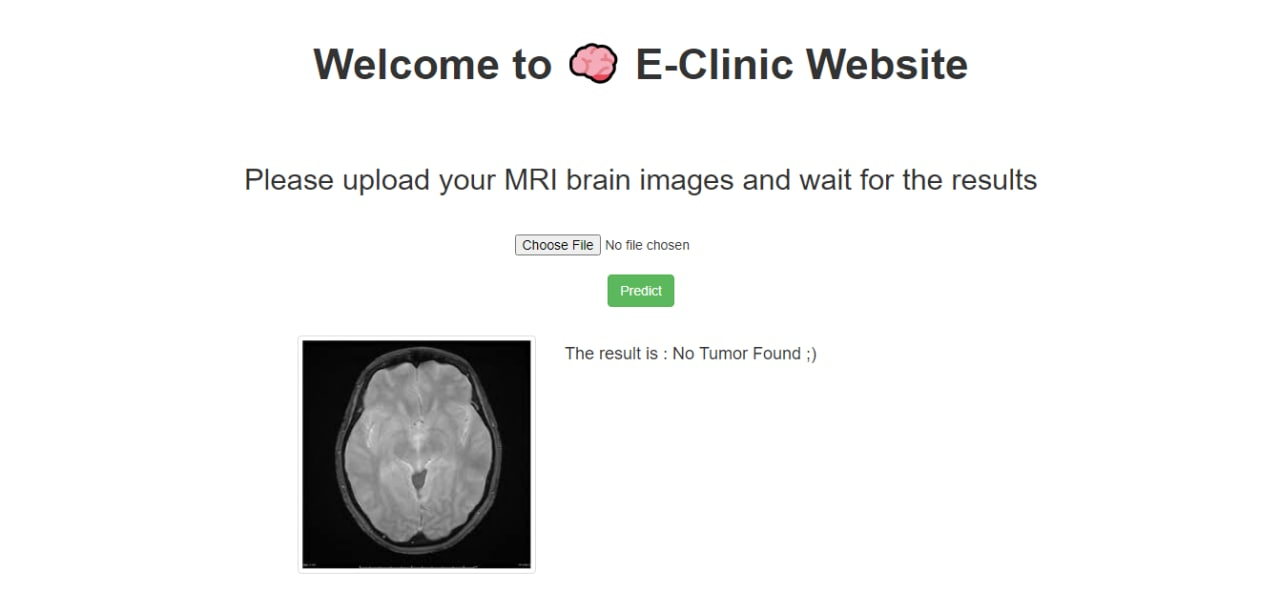 Welcome to E-Clinic Website
Please upload your MRI brain images and wait for the results
Choose File No file chosen
Predict
The result is : No Tumor Found ;)